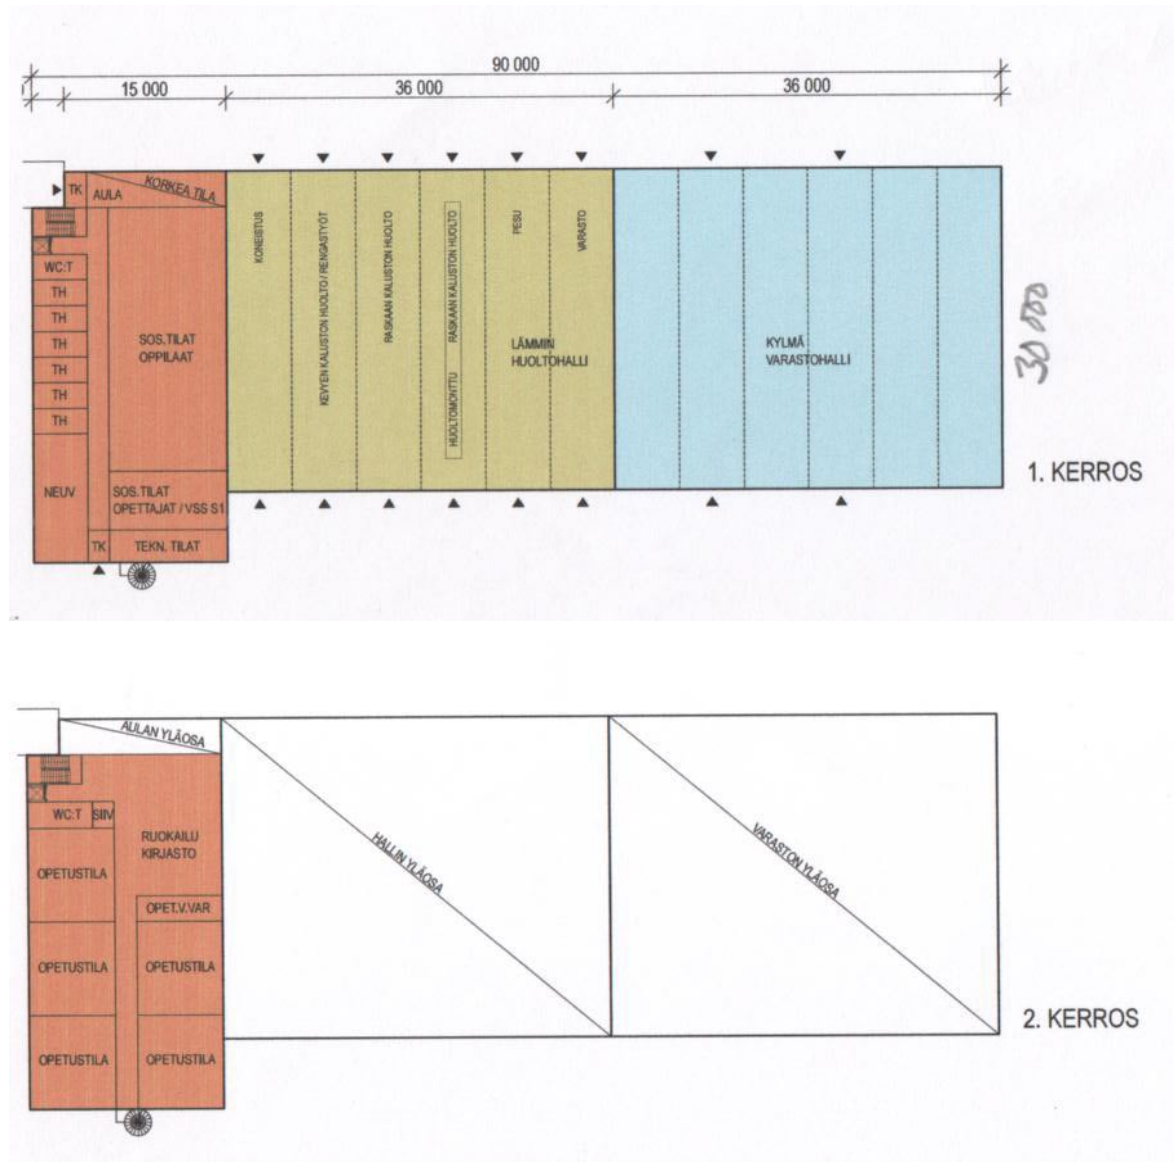 90 000
15 000
36 000
36 000
TK
AULA
KORKEA TILA
WC:T
TH
TH
TH
TH
TH
TH
NEUV
SOS.TILAT
OPPILAAT
SOS.TILAT
OPETTAJAT / VSS S1
TK
TEKN. TILAT
KONEISTUS
KEVYEN KALUSTON HUOLTO / RENGASTYÖT
RASKAAN KALUSTON HUOLTO
HUOLTOMONTTU
RASKAAN KALUSTON HUOLTO
PESU
VARASTO
LÄMMIN
HUOLTOHALLI
KYLMÄ
VARASTOHALLI
30 000
1. KERROS
AULAN YLÄOSA
WC:T
SIIV
RUOKAILU
KIRJASTO
OPETUSTILA
OPET.V.VAR
OPETUSTILA
OPETUSTILA
OPETUSTILA
OPETUSTILA
HALLIN YLÄOSA
VARASTON YLÄOSA
2. KERROS